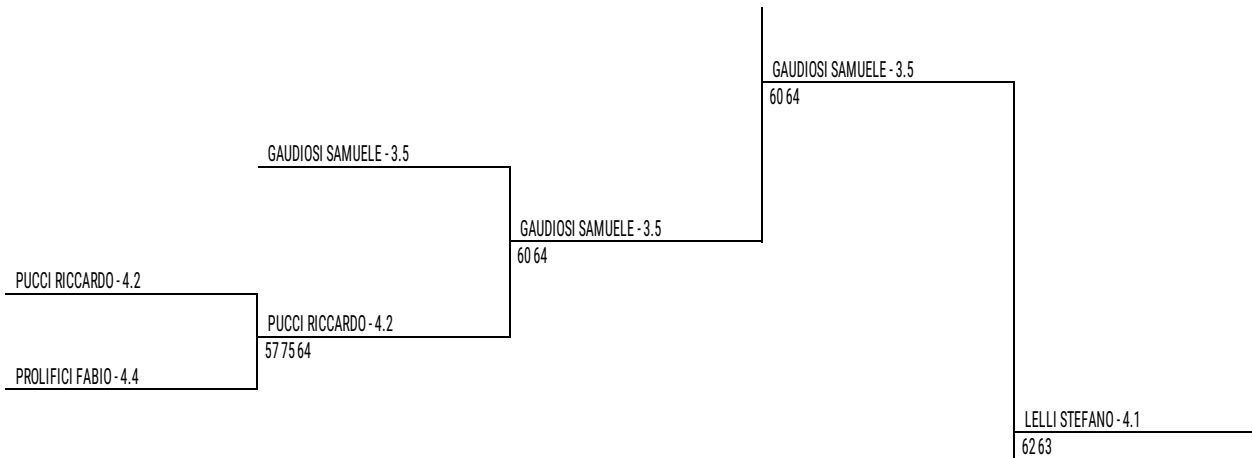 GAUDIOSI SAMUELE - 3.5
60 64
GAUDIOSI SAMUELE - 3.5
GAUDIOSI SAMUELE - 3.5
60 64
PUCCI RICCARDO - 4.2
PUCCI RICCARDO - 4.2
57 75 64
PROLIFICI FABIO - 4.4
LELLI STEFANO - 4.1
62 63